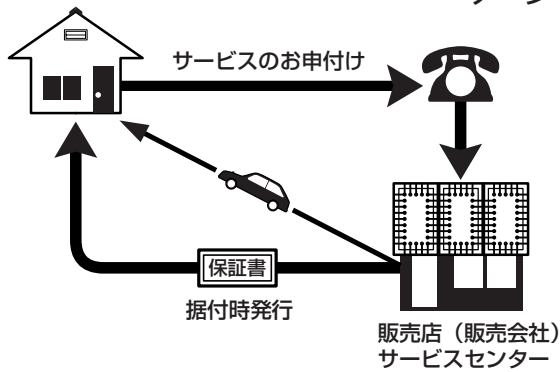 サービスのお申付け
保証書
据付時発行
販売店（販売会社）
サービスセンター